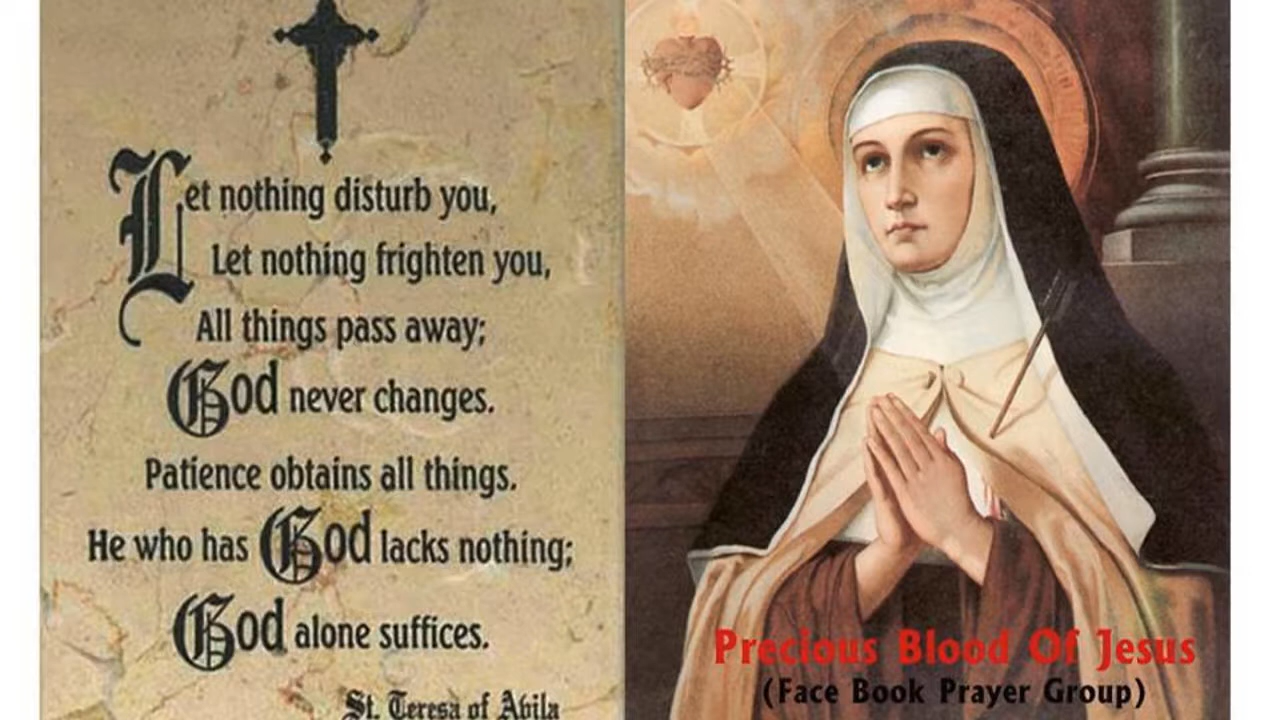 Let nothing disturb you,
Let nothing frighten you,
All things pass away;
God never changes.
Patience obtains all things.
He who has God lacks nothing;
God alone suffices.
St. Teresa of Abila
Precious Blood Of Jesus
(Face Book Prayer Group)